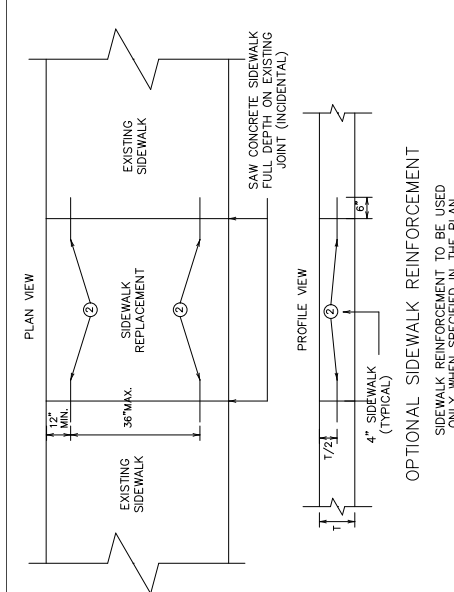 PLAN VIEW
12"
MIN.
36"MAX.
EXISTING
SIDEWALK
②
SIDEWALK
REPLACEMENT
②
EXISTING
SIDEWALK
SAW CONCRETE SIDEWALK
FULL DEPTH ON EXISTING
JOINT (INCIDENTAL)
PROFILE VIEW
T
T/2
②
6"
4" SIDEWALK
(TYPICAL)
OPTIONAL SIDEWALK REINFORCEMENT
SIDEWALK REINFORCEMENT TO BE USED
ONLY WHEN SPECIFIED IN THE PLAN